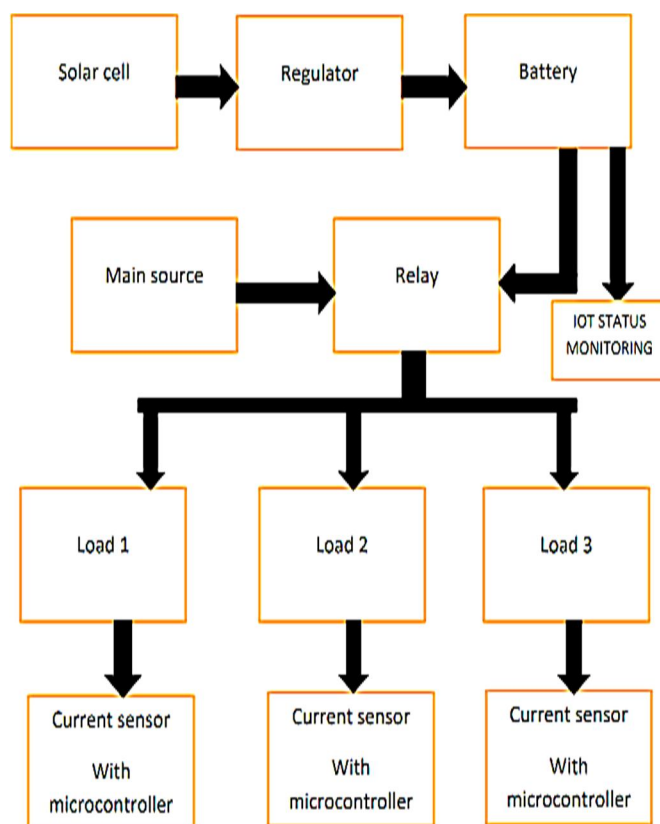 Solar cell
Regulator
Battery
Main source
Relay
IOT STATUS
MONITORING
Load 1
Load 2
Load 3
Current sensor
With
microcontroller
Current sensor
With
microcontroller
Current sensor
With
microcontroller